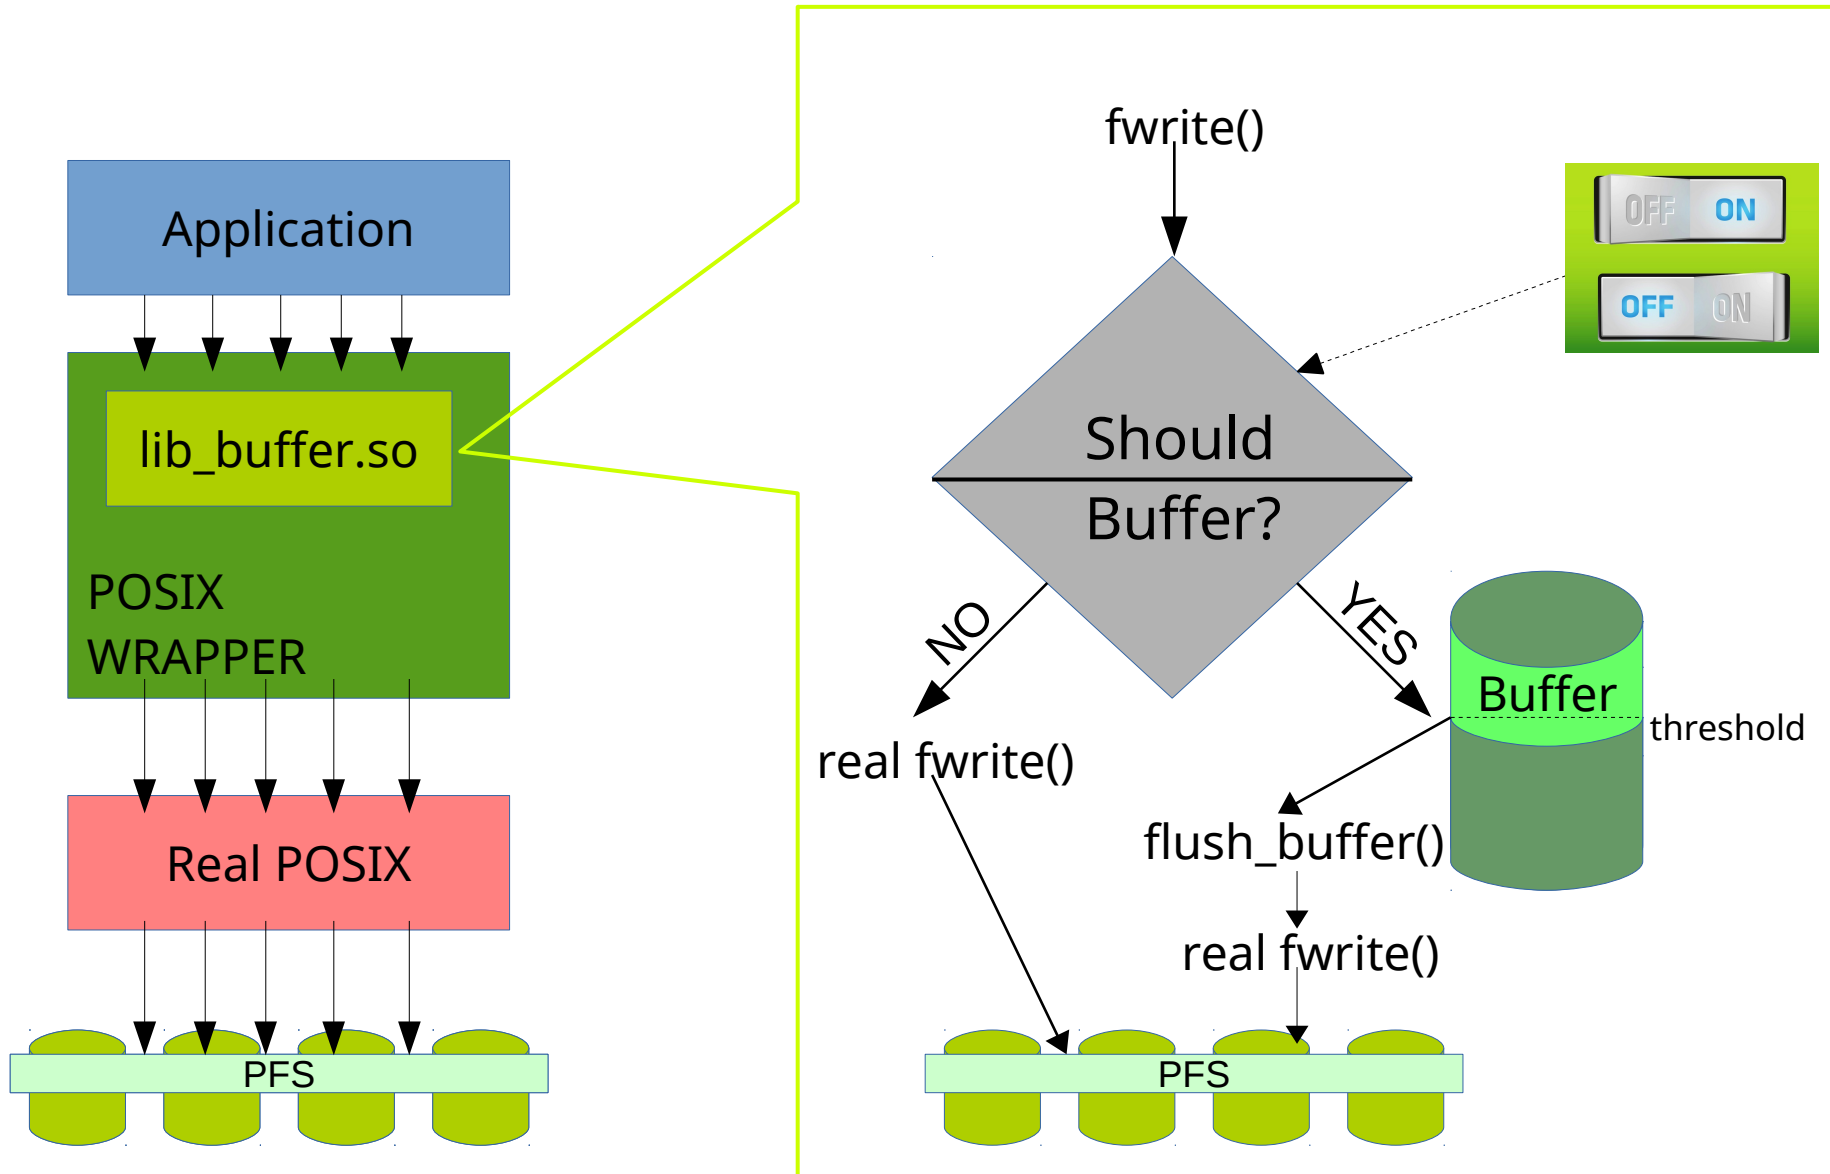 Application
lib_buffer.so
POSIX
WRAPPER
Real POSIX
PFS
fwrite()
OFF ON
OFF ON
Should
Buffer?
NO
YES
Buffer
threshold
real fwrite()
flush_buffer()
real fwrite()
PFS